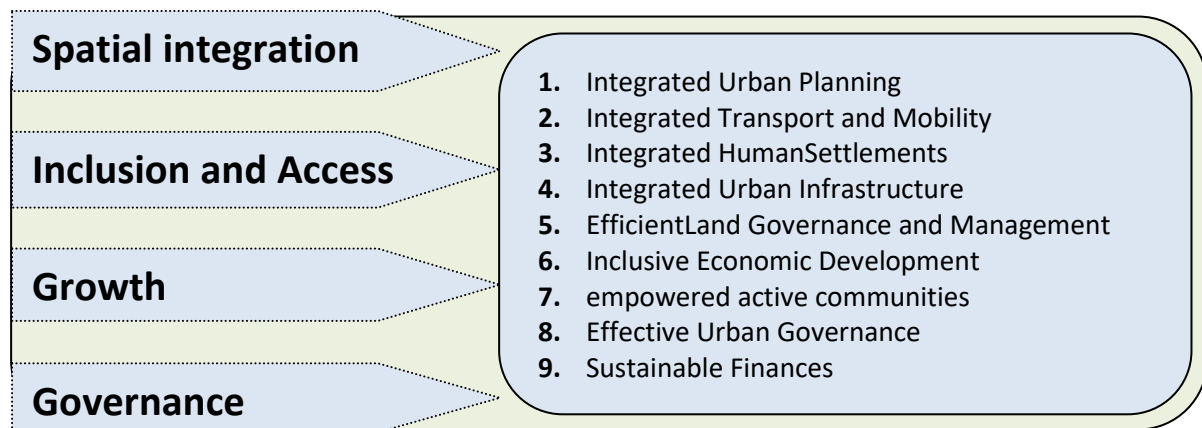 Spatial integration
Inclusion and Access
Growth
Governance
1. Integrated Urban Planning
2. Integrated Transport and Mobility
3. Integrated HumanSettlements
4. Integrated Urban Infrastructure
5. EfficientLand Governance and Management
6. Inclusive Economic Development
7. empowered active communities
8. Effective Urban Governance
9. Sustainable Finances